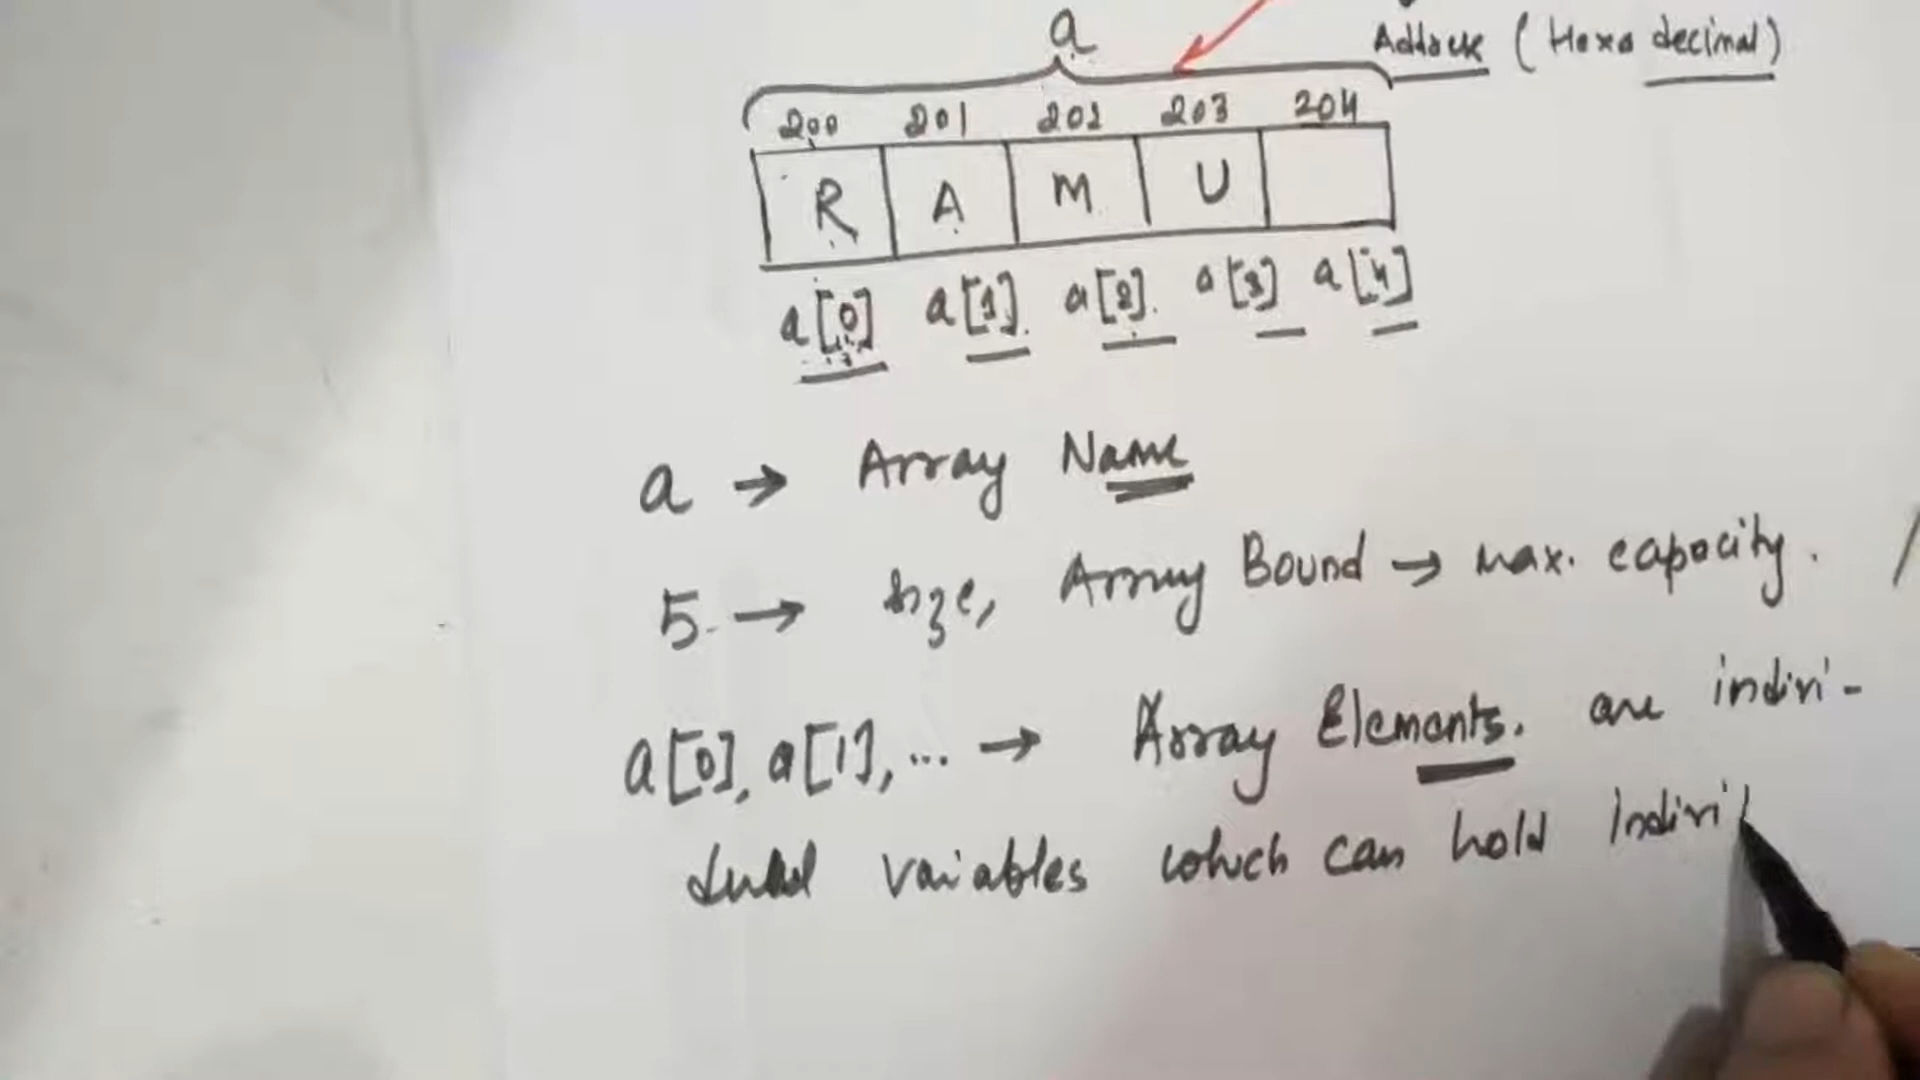 a
Address (Hexa decimal)
200 201 202 203 204
R A M U
a[0] a[1] a[2] a[3] a[4]
a → Array Name
5 → Size, Array Bound → max. capacity.
a[0], a[1], ... → Array Elements. are indivi-
dual variables which can hold indivi